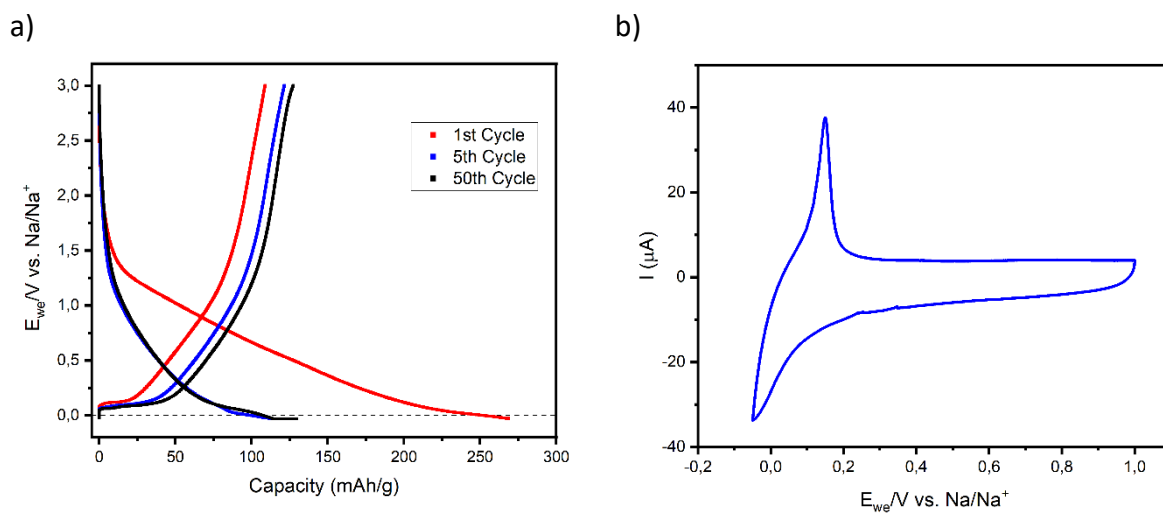 a)
3,0
2,5
2,0
1,5
1,0
0,5
0,0
E_we/V vs. Na/Na⁺
1st Cycle
5th Cycle
50th Cycle
0
50
100
150
200
250
300
Capacity (mAh/g)
b)
40
20
0
-20
-40
I (μA)
-0,2
0,0
0,2
0,4
0,6
0,8
1,0
E_we/V vs. Na/Na⁺